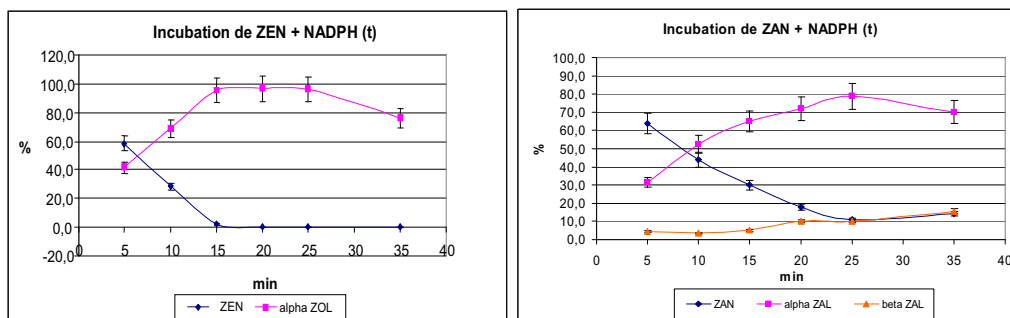 Incubation de ZEN + NADPH (t)
120,0
100,0
80,0
60,0
40,0
20,0
0,0
-20,0
%
0 5 10 15 20 25 30 35 40
min
ZEN alpha ZOL
Incubation de ZAN + NADPH (t)
100,0
90,0
80,0
70,0
60,0
50,0
40,0
30,0
20,0
10,0
0,0
%
0 5 10 15 20 25 30 35 40
min
ZAN alpha ZAL beta ZAL